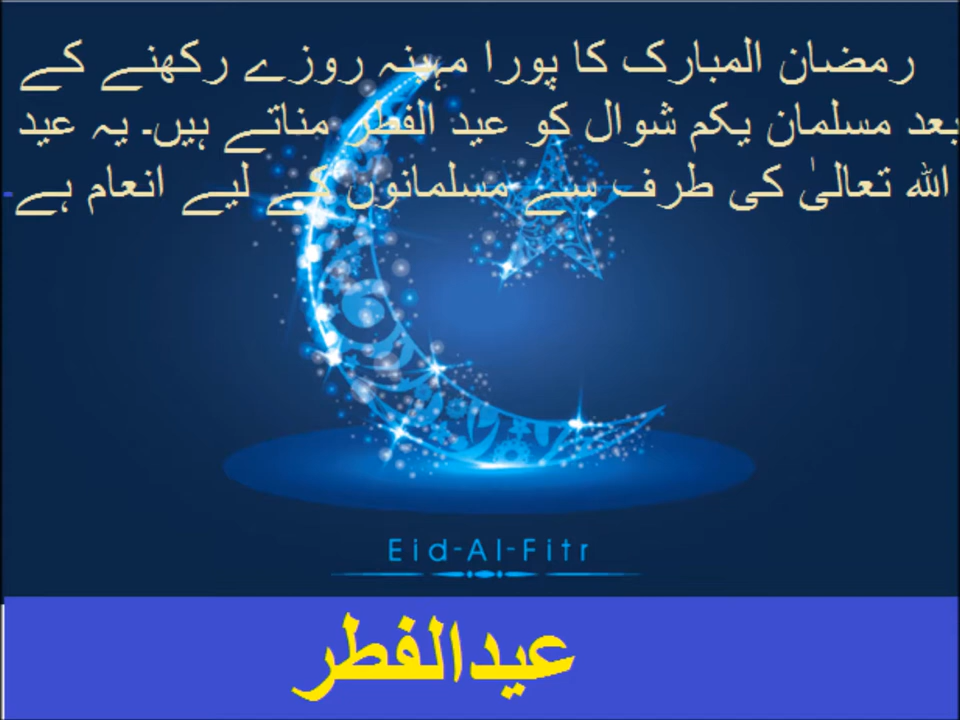 رمضان المبارک کا پورا مہینہ روزے رکھنے کے
بعد مسلمان یکم شوال کو عید الفطر مناتے ہیں۔ یہ عید
اللہ تعالیٰ کی طرف سے مسلمانوں کے لیے انعام ہے۔
Eid-Al-Fitr
عیدالفطر